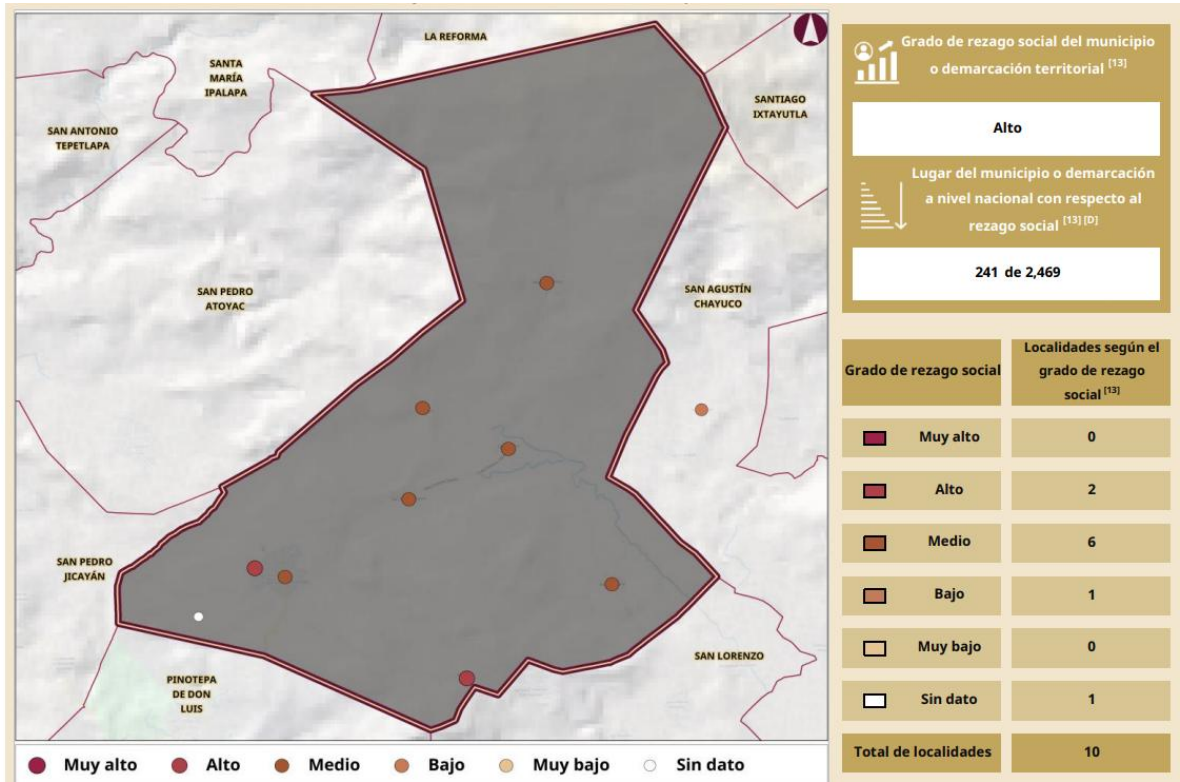 LA REFORMA
SANTA
MARÍA
IPALAPA
SANTIAGO
IXTAYUTLA
SAN ANTONIO
TEPETLAPA
SAN PEDRO
ATOYAC
SAN AGUSTÍN
CHAYUCO
SAN PEDRO
JICAYÁN
SAN LORENZO
PINOTEPA
DE DON
LUIS
Muy alto Alto Medio Bajo Muy bajo Sin dato
Grado de rezago social del municipio
o demarcación territorial [13]
Alto
Lugar del municipio o demarcación
a nivel nacional con respecto al
rezago social [13] [D]
241 de 2,469
Grado de rezago social
Localidades según el
grado de rezago
social [13]
Muy alto 0
Alto 2
Medio 6
Bajo 1
Muy bajo 0
Sin dato 1
Total de localidades 10